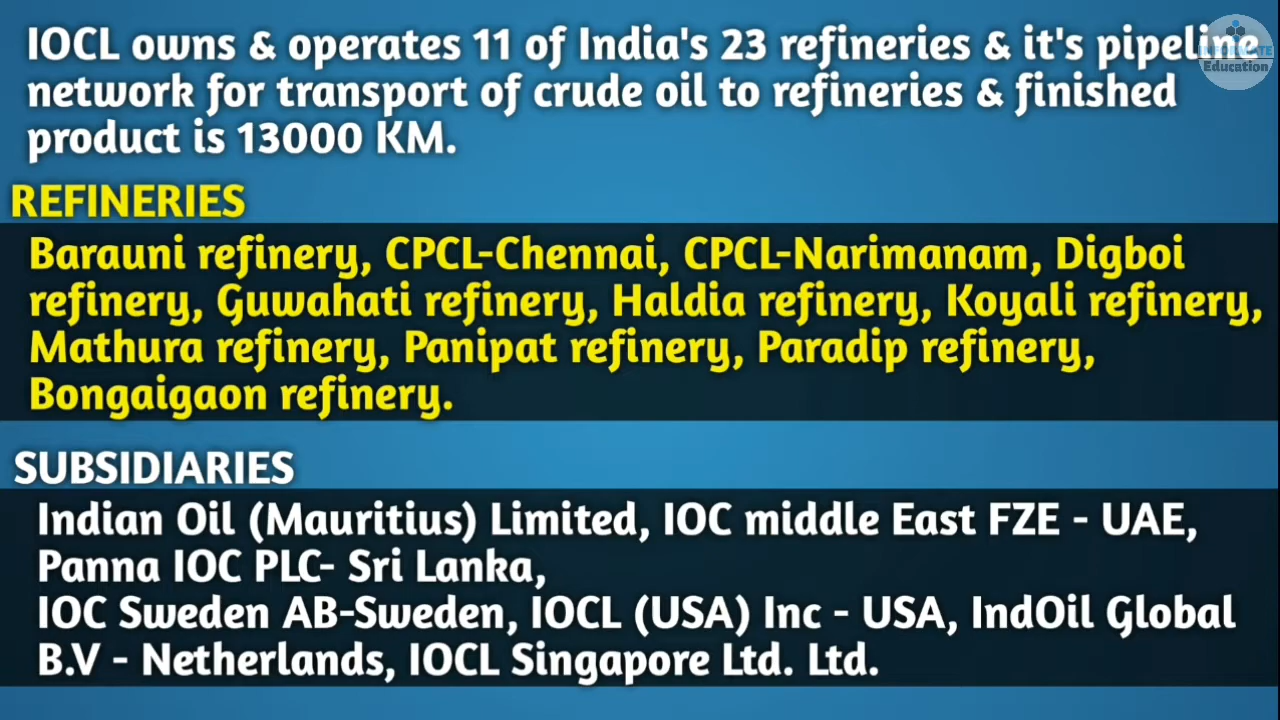 IOCL owns & operates 11 of India's 23 refineries & it's pipeline
network for transport of crude oil to refineries & finished
product is 13000 KM.
REFINERIES
Barauni refinery, CPCL-Chennai, CPCL-Narimanam, Digboi
refinery, Guwahati refinery, Haldia refinery, Koyali refinery,
Mathura refinery, Panipat refinery, Paradip refinery,
Bongaigaon refinery.
SUBSIDIARIES
Indian Oil (Mauritius) Limited, IOC middle East FZE - UAE,
Panna IOC PLC- Sri Lanka,
IOC Sweden AB-Sweden, IOCL (USA) Inc - USA, IndOil Global
B.V - Netherlands, IOCL Singapore Ltd. Ltd.
Education